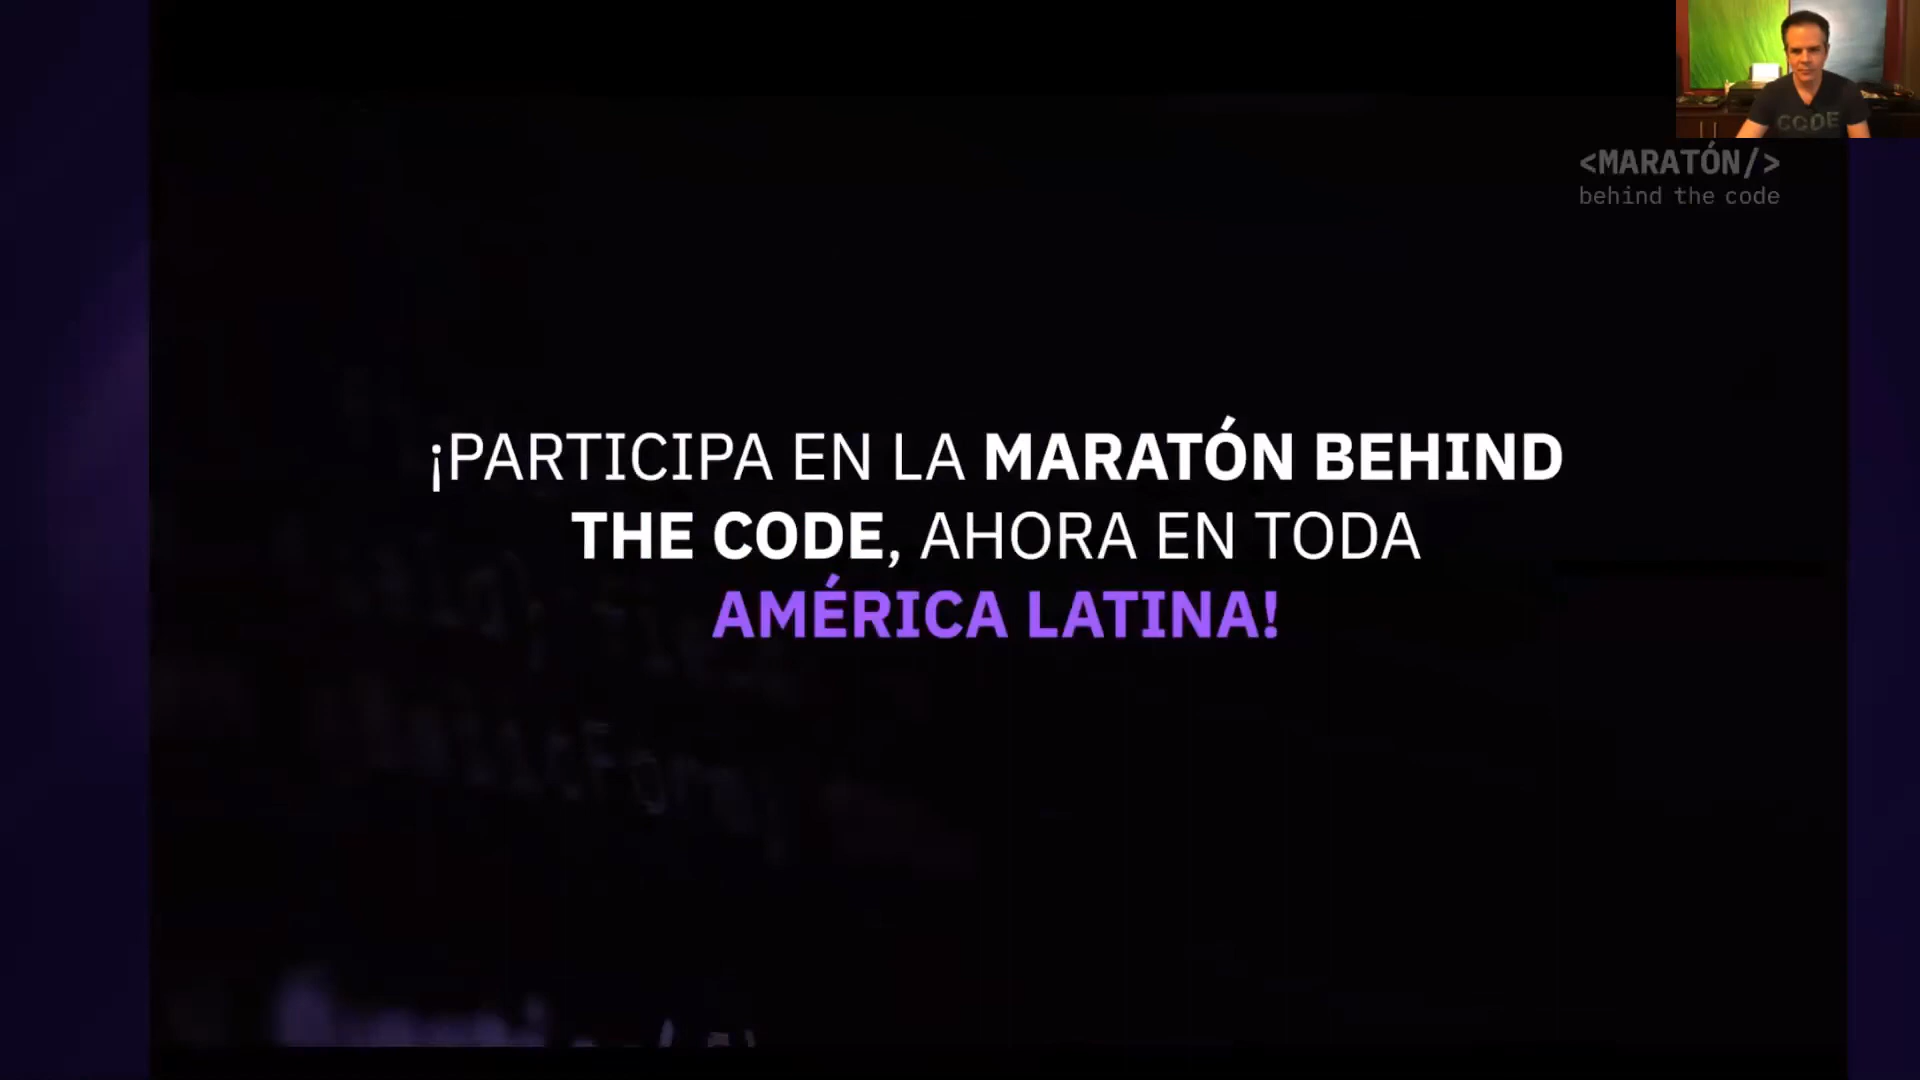 CODE
<MARATÓN/>
behind the code
¡PARTICIPA EN LA MARATÓN BEHIND
THE CODE, AHORA EN TODA
AMÉRICA LATINA!